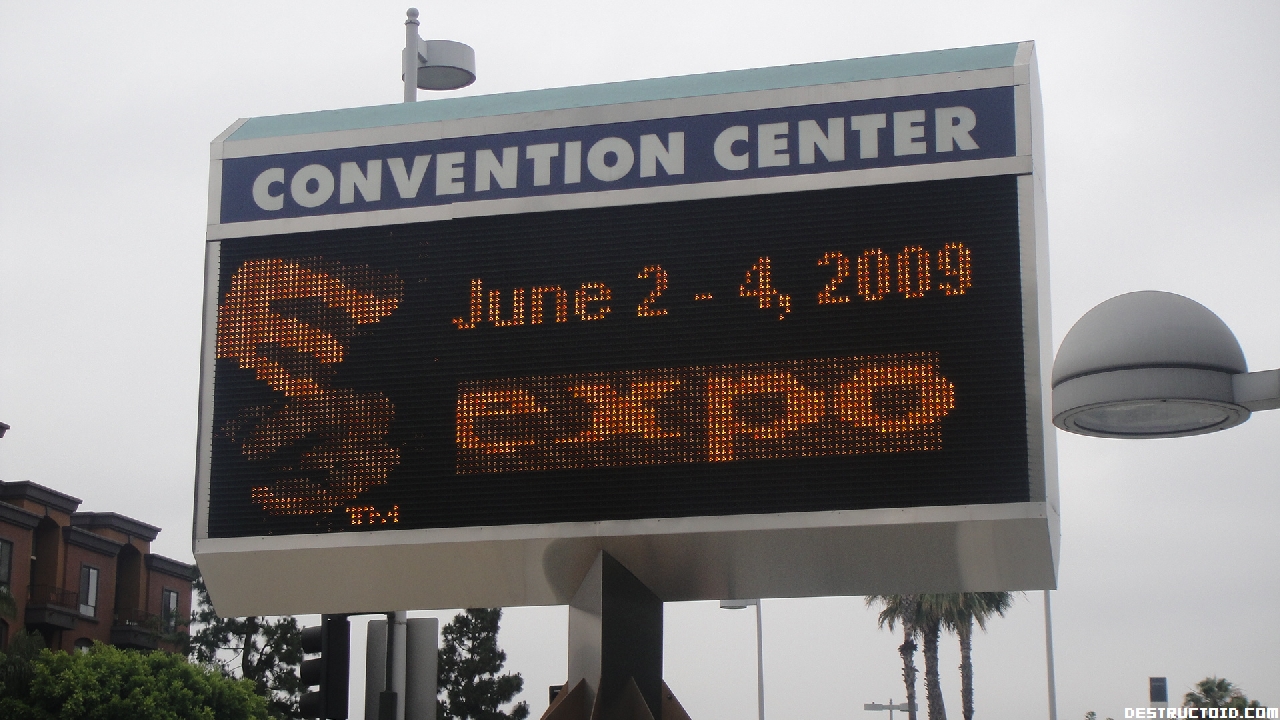 CONVENTION CENTER
June 2 - 4, 2009
expo
TM
DESTRUCTOID.COM